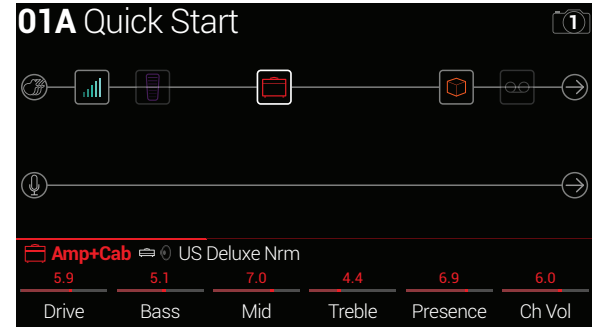 01A Quick Start
1
Amp+Cab US Deluxe Nrm
5.9 5.1 7.0 4.4 6.9 6.0
Drive Bass Mid Treble Presence Ch Vol